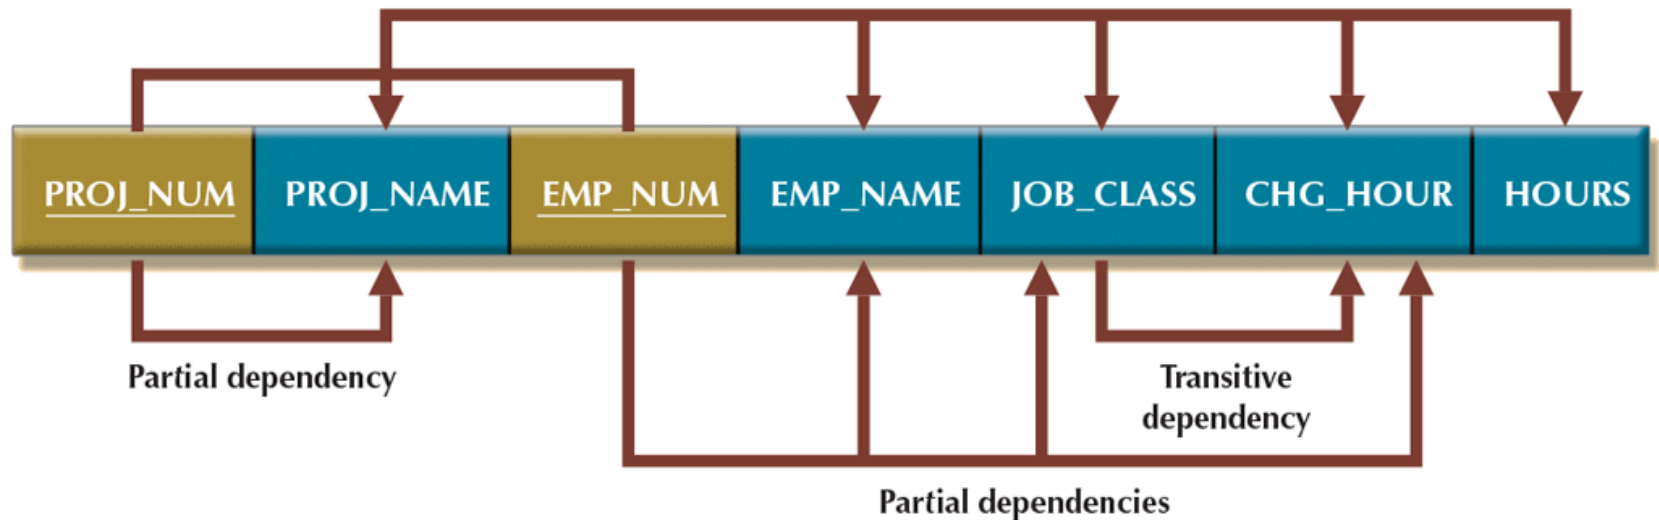 PROJ_NUM PROJ_NAME EMP_NUM EMP_NAME JOB_CLASS CHG_HOUR HOURS
Partial dependency
Transitive
dependency
Partial dependencies